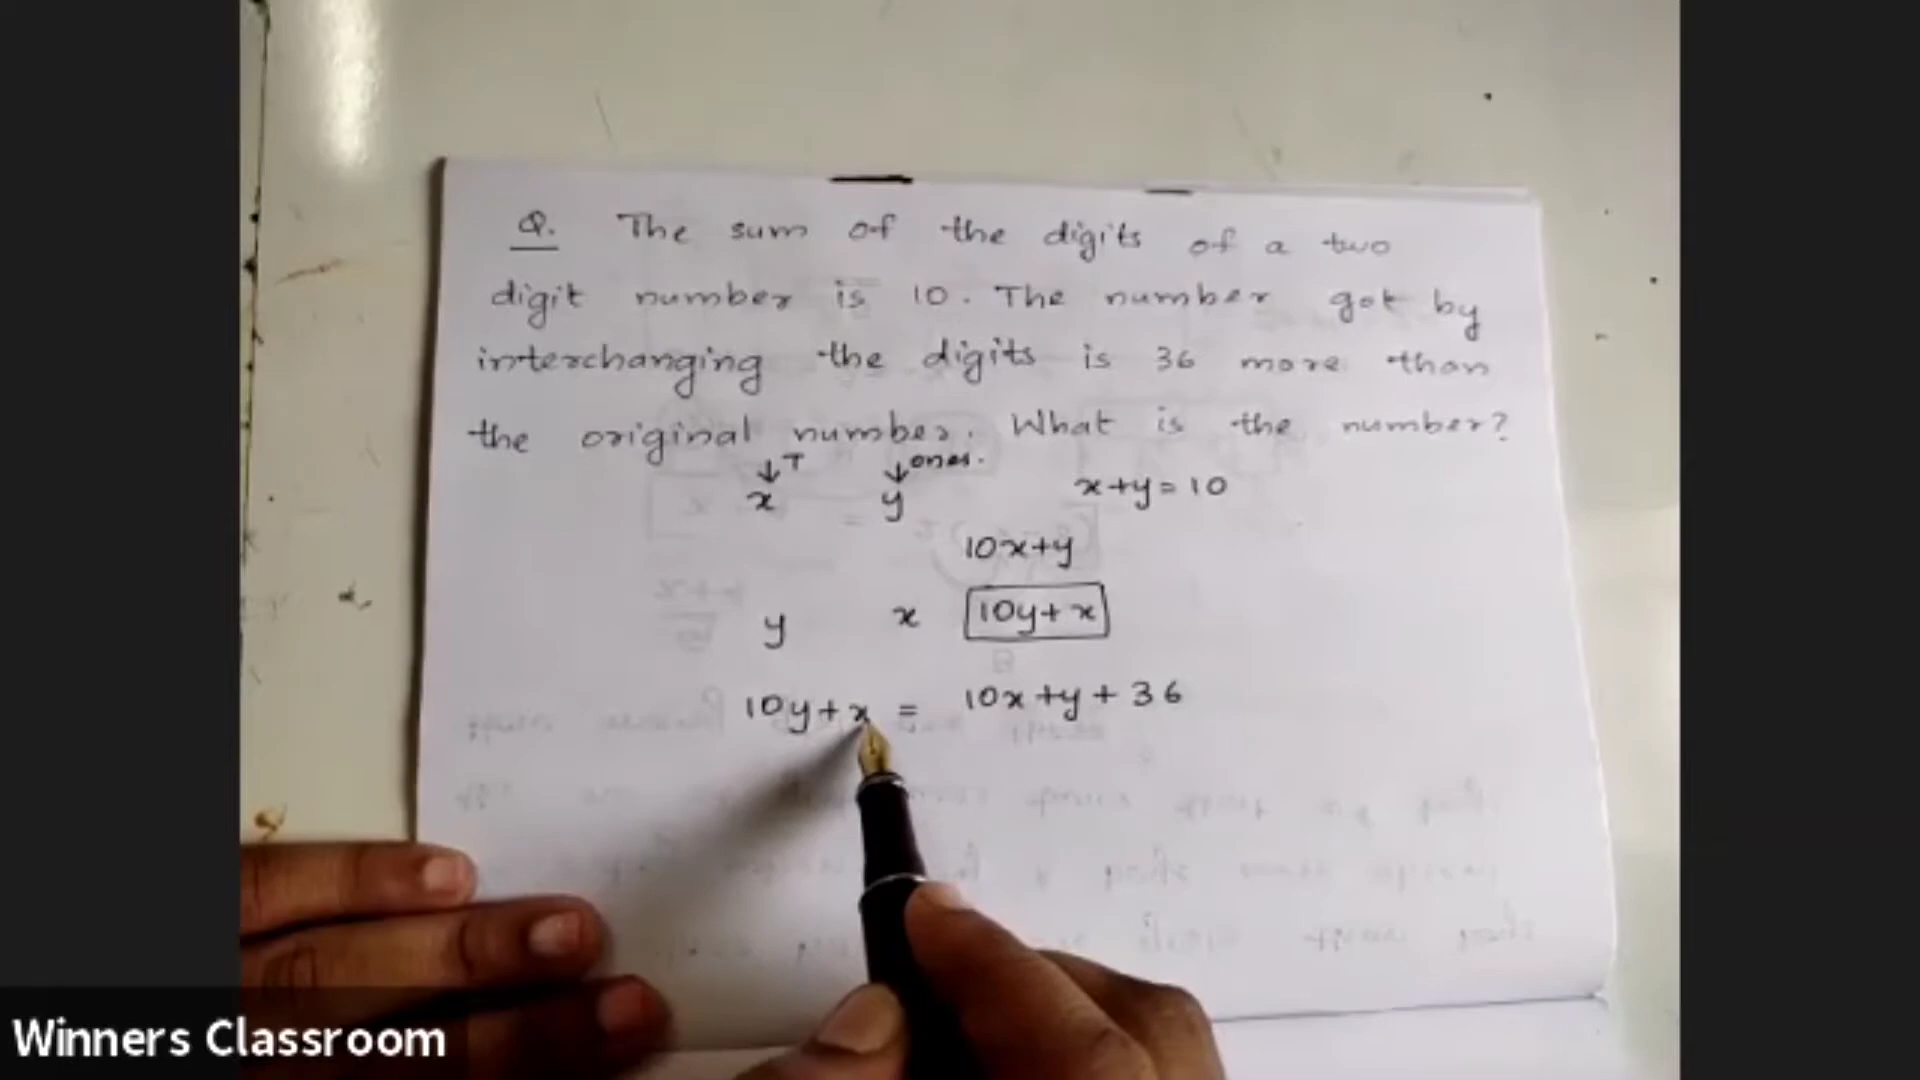 Q. The sum of the digits of a two
digit number is 10. The number got by
interchanging the digits is 36 more than
the original number. What is the number?
↓T ↓ones.
x y x+y=10
10x+y
y x 10y+x
10y+x = 10x+y+36
Winners Classroom